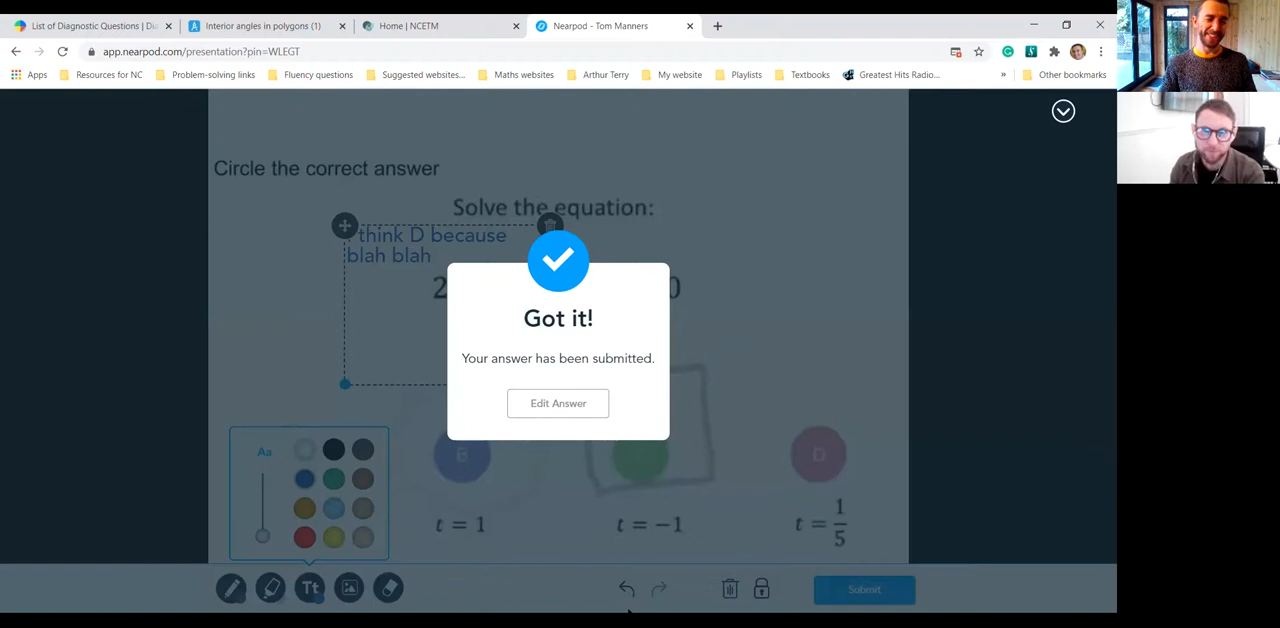 List of Diagnostic Questions | Di
Interior angles in polygons (1)
Home | NCETM
Nearpod - Tom Manners
app.nearpod.com/presentation?pin=WLEGT
Apps
Resources for NC
Problem-solving links
Fluency questions
Suggested websites...
Maths websites
Arthur Terry
My website
Playlists
Textbooks
Greatest Hits Radio...
»
Other bookmarks
Circle the correct answer
Solve the equation:
think D because
blah blah
2
0
Got it!
Your answer has been submitted.
Edit Answer
Aa
B
D
t = 1
t = −1
t = 1/5
Tt
Submit